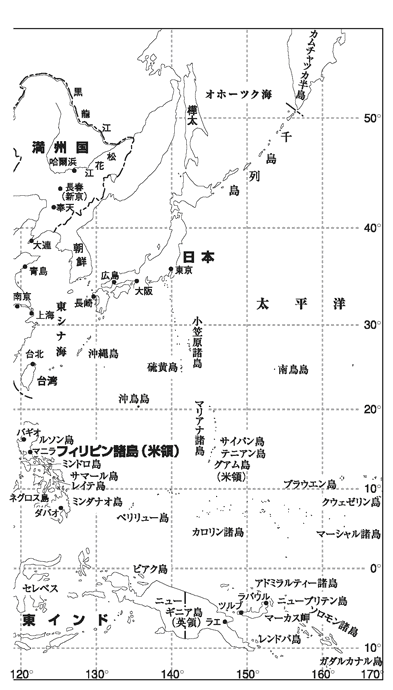 カムチャツカ半島
オホーツク海
樺太
千島列島
50°
黒龍江
満州国
哈爾浜
松花江
長春
(新京)
奉天
40°
大連
朝鮮
日本
広島
東京
青島
大阪
長崎
南京
上海
東シナ海
太平洋
30°
小笠原諸島
台北
沖縄島
硫黄島
南鳥島
台湾
沖鳥島
20°
マリアナ諸島
バギオ
ルソン島
マニラ
フィリピン諸島(米領)
サイパン島
テニアン島
グアム島
(米領)
ミンドロ島
サマール島
レイテ島
ブラウエン島
10°
ネグロス島
ミンダナオ島
クウェゼリン島
ダバオ
ペリリュー島
カロリン諸島
マーシャル諸島
ビアク島
0°
アドミラルティー諸島
セレベス
ニュー
ギニア島
(英領)
ラバウル
ツルブ
ニューブリテン島
マーカス岬
ソロモン諸島
東インド
ラエ
レンドバ島
10°
ガダルカナル島
120°
130°
140°
150°
160°
170°